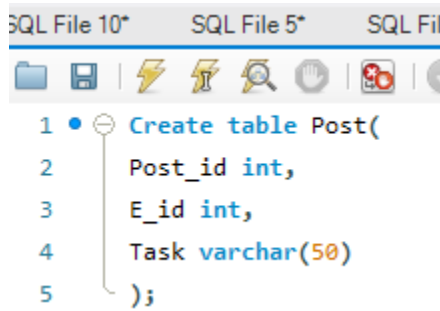 SQL File 10* SQL File 5* SQL Fil
1 Create table Post(
2 Post_id int,
3 E_id int,
4 Task varchar(50)
5 );